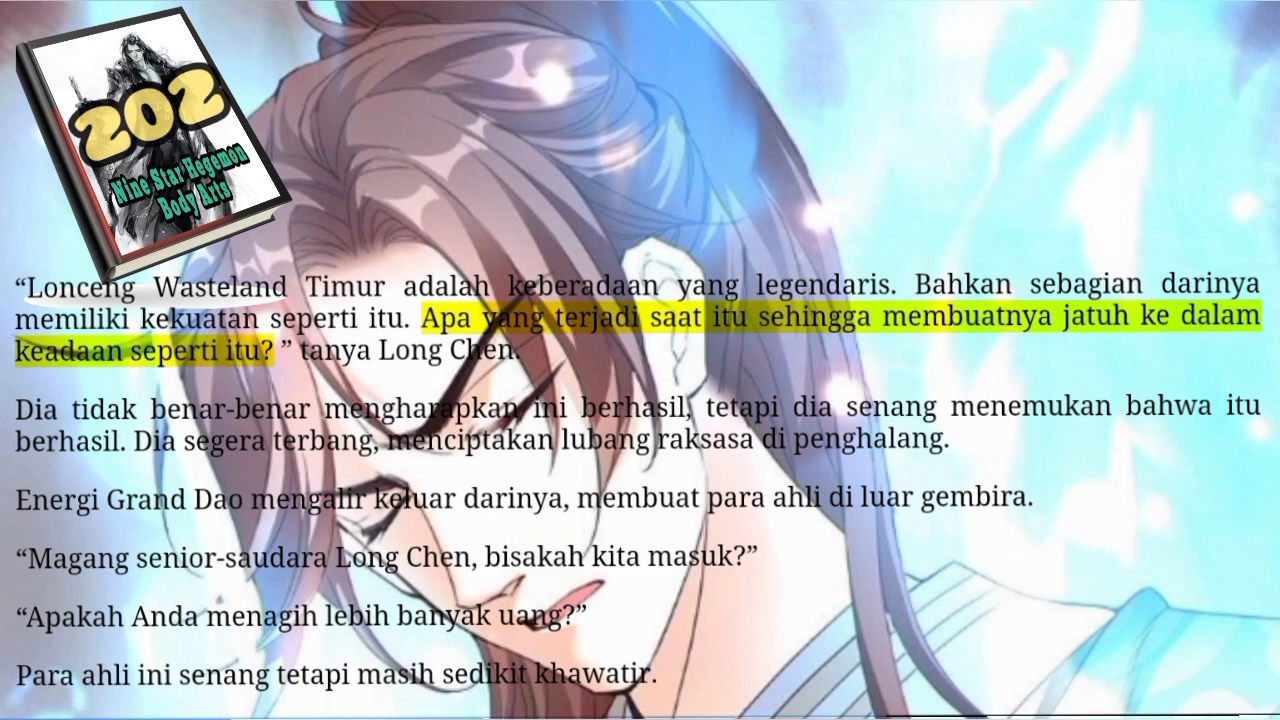 202
Nine Star Hegemon
Body Arts
“Lonceng Wasteland Timur adalah keberadaan yang legendaris. Bahkan sebagian darinya
memiliki kekuatan seperti itu. Apa yang terjadi saat itu sehingga membuatnya jatuh ke dalam
keadaan seperti itu? ” tanya Long Chen.
Dia tidak benar-benar mengharapkan ini berhasil, tetapi dia senang menemukan bahwa itu
berhasil. Dia segera terbang, menciptakan lubang raksasa di penghalang.
Energi Grand Dao mengalir keluar darinya, membuat para ahli di luar gembira.
“Magang senior-saudara Long Chen, bisakah kita masuk?”
“Apakah Anda menagih lebih banyak uang?”
Para ahli ini senang tetapi masih sedikit khawatir.